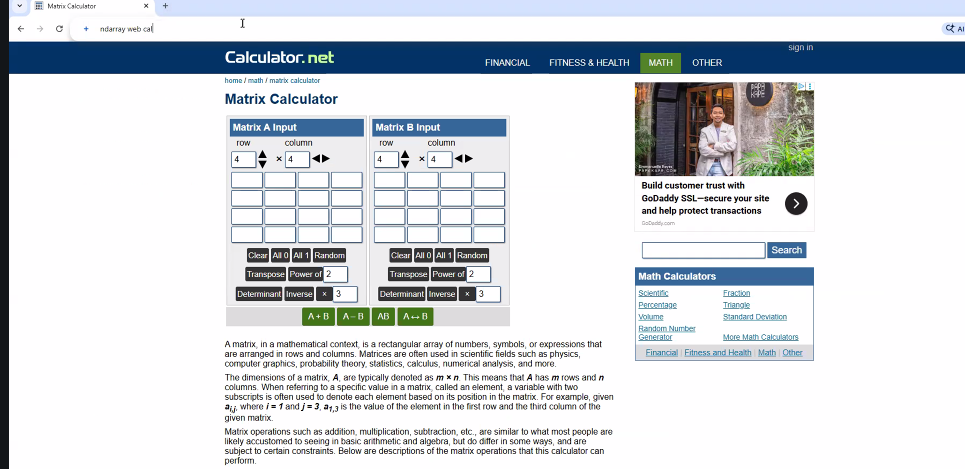 Matrix Calculator
ndarray web cal
AI
sign in
Calculator.net
FINANCIAL FITNESS & HEALTH MATH OTHER
home / math / matrix calculator
Matrix Calculator
Matrix A Input
row column
4 × 4
Clear All 0 All 1 Random
Transpose Power of 2
Determinant Inverse × 3
Matrix B Input
row column
4 × 4
Clear All 0 All 1 Random
Transpose Power of 2
Determinant Inverse × 3
A + B A – B AB A ↔ B
A matrix, in a mathematical context, is a rectangular array of numbers, symbols, or expressions that
are arranged in rows and columns. Matrices are often used in scientific fields such as physics,
computer graphics, probability theory, statistics, calculus, numerical analysis, and more.
The dimensions of a matrix, A, are typically denoted as m × n. This means that A has m rows and n
columns. When referring to a specific value in a matrix, called an element, a variable with two
subscripts is often used to denote each element based on its position in the matrix. For example, given
ai,j, where i = 1 and j = 3, a1,3 is the value of the element in the first row and the third column of the
given matrix.
Matrix operations such as addition, multiplication, subtraction, etc., are similar to what most people are
likely accustomed to seeing in basic arithmetic and algebra, but do differ in some ways, and are
subject to certain constraints. Below are descriptions of the matrix operations that this calculator can
perform.
Build customer trust with
GoDaddy SSL—secure your site
and help protect transactions
GoDaddy.com
Search
Math Calculators
Scientific Fraction
Percentage Triangle
Volume Standard Deviation
Random Number
Generator More Math Calculators
Financial | Fitness and Health | Math | Other